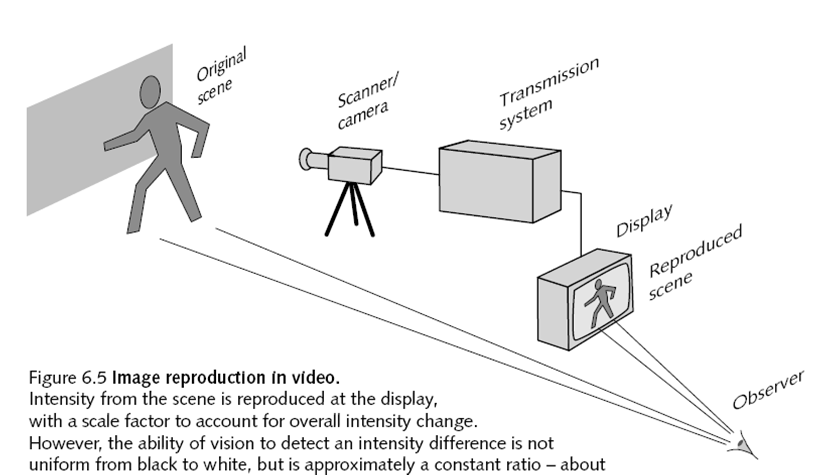 Original
scene
Scanner/
camera
Transmission
system
Display
Reproduced
scene
Observer
Figure 6.5 Image reproduction in video.
Intensity from the scene is reproduced at the display,
with a scale factor to account for overall intensity change.
However, the ability of vision to detect an intensity difference is not
uniform from black to white, but is approximately a constant ratio – about